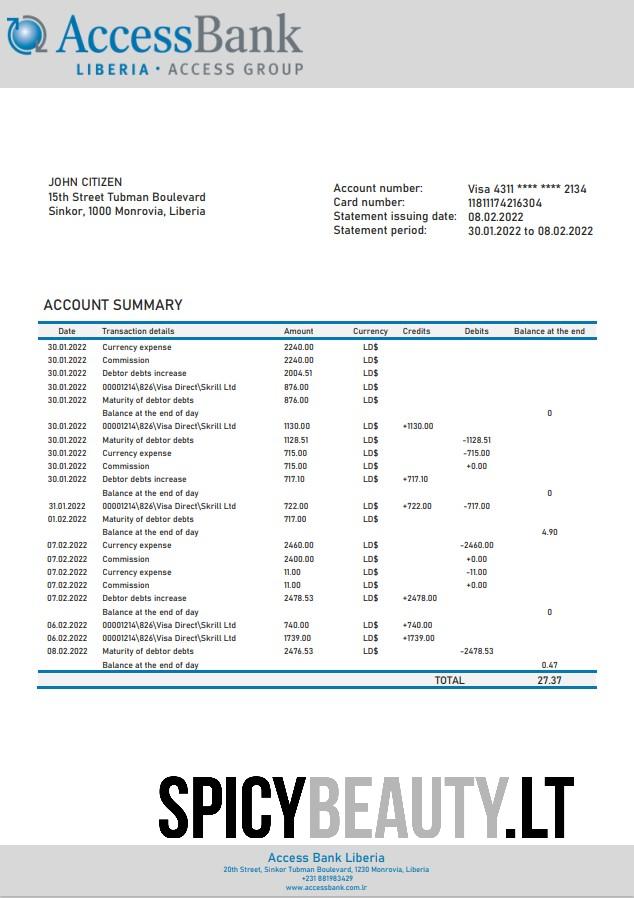 AccessBank
LIBERIA • ACCESS GROUP
JOHN CITIZEN
15th Street Tubman Boulevard
Sinkor, 1000 Monrovia, Liberia
Account number: Visa 4311 **** **** 2134
Card number: 11811174216304
Statement issuing date: 08.02.2022
Statement period: 30.01.2022 to 08.02.2022
ACCOUNT SUMMARY
Date Transaction details Amount Currency Credits Debits Balance at the end
30.01.2022 Currency expense 2240.00 LD$
30.01.2022 Commission 2240.00 LD$
30.01.2022 Debtor debts increase 2004.51 LD$
30.01.2022 00001214\826\Visa Direct\Skrill Ltd 876.00 LD$
30.01.2022 Maturity of debtor debts 876.00 LD$
Balance at the end of day 0
30.01.2022 00001214\826\Visa Direct\Skrill Ltd 1130.00 LD$ +1130.00
30.01.2022 Maturity of debtor debts 1128.51 LD$ -1128.51
30.01.2022 Currency expense 715.00 LD$ -715.00
30.01.2022 Commission 715.00 LD$ +0.00
30.01.2022 Debtor debts increase 717.10 LD$ +717.10
Balance at the end of day 0
31.01.2022 00001214\826\Visa Direct\Skrill Ltd 722.00 LD$ +722.00 -717.00
01.02.2022 Maturity of debtor debts 717.00 LD$
Balance at the end of day 4.90
07.02.2022 Currency expense 2460.00 LD$ -2460.00
07.02.2022 Commission 2400.00 LD$ +0.00
07.02.2022 Currency expense 11.00 LD$ -11.00
07.02.2022 Commission 11.00 LD$ +0.00
07.02.2022 Debtor debts increase 2478.53 LD$ +2478.00
Balance at the end of day 0
06.02.2022 00001214\826\Visa Direct\Skrill Ltd 740.00 LD$ +740.00
06.02.2022 00001214\826\Visa Direct\Skrill Ltd 1739.00 LD$ +1739.00
08.02.2022 Maturity of debtor debts 2476.53 LD$ -2478.53
Balance at the end of day 0.47
TOTAL 27.37
SPICYBEAUTY.LT
Access Bank Liberia
20th Street, Sinkor Tubman Boulevard, 1230 Monrovia, Liberia
+231 881983429
www.accessbank.com.lr